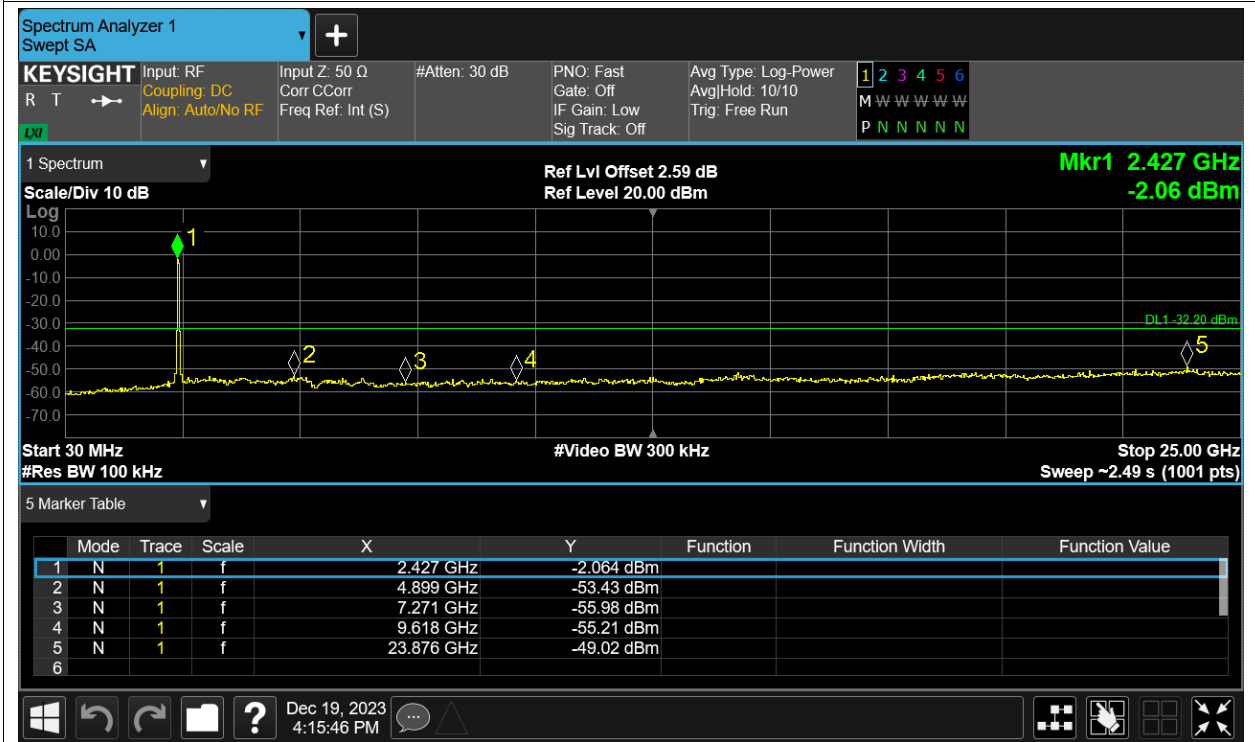 Spectrum Analyzer 1
Swept SA
+
KEYSIGHT Input: RF Input Z: 50 Ω #Atten: 30 dB PNO: Fast Avg Type: Log-Power 1 2 3 4 5 6
R T Coupling: DC Corr CCorr Gate: Off Avg|Hold: 10/10 M W W W W W
Align: Auto/No RF Freq Ref: Int (S) IF Gain: Low Trig: Free Run
LXI Sig Track: Off P N N N N N
1 Spectrum Ref Lvl Offset 2.59 dB Mkr1 2.427 GHz
Scale/Div 10 dB Ref Level 20.00 dBm -2.06 dBm
Log
10.0 1
0.00
-10.0
-20.0
-30.0 DL1 -32.20 dBm
-40.0 2 3 4 5
-50.0
-60.0
-70.0
Start 30 MHz #Video BW 300 kHz Stop 25.00 GHz
#Res BW 100 kHz Sweep ~2.49 s (1001 pts)
5 Marker Table
Mode Trace Scale X Y Function Function Width Function Value
1 N 1 f 2.427 GHz -2.064 dBm
2 N 1 f 4.899 GHz -53.43 dBm
3 N 1 f 7.271 GHz -55.98 dBm
4 N 1 f 9.618 GHz -55.21 dBm
5 N 1 f 23.876 GHz -49.02 dBm
6
? Dec 19, 2023
4:15:46 PM